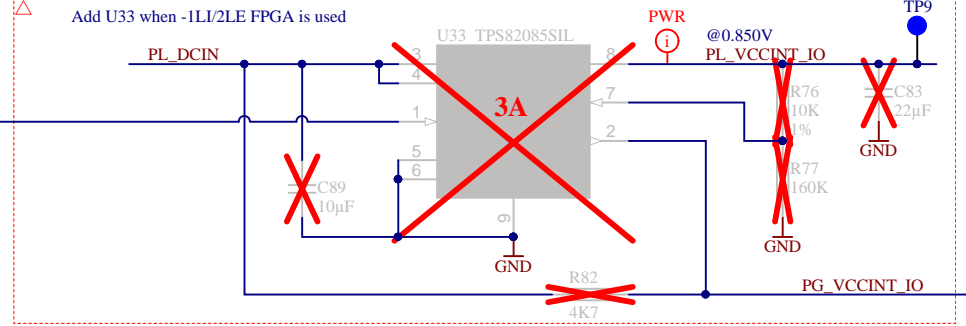 Add U33 when -1LI/2LE FPGA is used
PWR
TP9
i
U33 TPS82085SIL
@0.850V
PL_DCIN
PL_VCCINT_IO
3
4
1
5
6
8
7
2
9
3A
R76
10K
1%
C83
22µF
GND
R77
160K
GND
C89
10µF
GND
R82
4K7
PG_VCCINT_IO